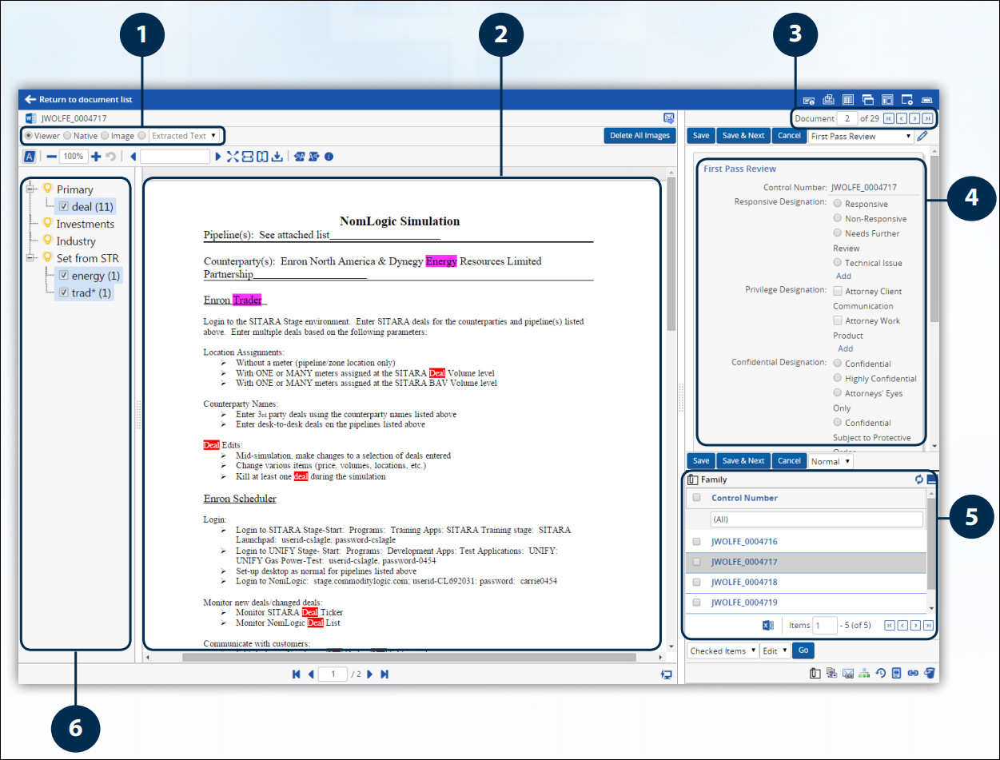 1
2
3
Return to document list
JWOLFE_0004717
Document 2 of 29
Viewer Native Image Extracted Text
Delete All Images
Save Save & Next Cancel First Pass Review
A 100%
Primary
deal (11)
Investments
Industry
Set from STR
energy (1)
trad* (1)
NomLogic Simulation
Pipeline(s): See attached list
Counterparty(s): Enron North America & Dynegy Energy Resources Limited
Partnership
Enron Trader
Login to the SITARA Stage environment. Enter SITARA deals for the counterparties and pipeline(s) listed
above. Enter multiple deals based on the following parameters:
Location Assignments:
➢ Without a meter (pipeline/zone location only)
➢ With ONE or MANY meters assigned at the SITARA Deal Volume level
➢ With ONE or MANY meters assigned at the SITARA BAV Volume level
Counterparty Names:
➢ Enter 3rd party deals using the counterparty names listed above
➢ Enter desk-to-desk deals on the pipelines listed above
Deal Edits:
➢ Mid-simulation, make changes to a selection of deals entered
➢ Change various items (price, volumes, locations, etc.)
➢ Kill at least one deal during the simulation
Enron Scheduler
Login:
➢ Login to SITARA Stage-Start: Programs: Training Apps: SITARA Training stage: SITARA
Launchpad: userid-cslagle, password-cslagle
➢ Login to UNIFY Stage- Start: Programs: Development Apps: Test Applications: UNIFY:
UNIFY Gas Power-Test: userid-cslagle, password-0454
➢ Set-up desktop as normal for pipelines listed above
➢ Login to NomLogic: stage.commoditylogic.com; userid-CL692031: password: carrie0454
Monitor new deals/changed deals:
➢ Monitor SITARA Deal Ticker
➢ Monitor NomLogic Deal List
Communicate with customers:
1 / 2
First Pass Review
Control Number: JWOLFE_0004717
Responsive Designation: Responsive
Non-Responsive
Needs Further
Review
Technical Issue
Add
Privilege Designation: Attorney Client
Communication
Attorney Work
Product
Add
Confidential Designation: Confidential
Highly Confidential
Attorneys' Eyes
Only
Confidential
Subject to Protective
Order
4
Save Save & Next Cancel Normal
Family
Control Number
(All)
JWOLFE_0004716
JWOLFE_0004717
JWOLFE_0004718
JWOLFE_0004719
Items 1 - 5 (of 5)
5
Checked Items Edit Go
6